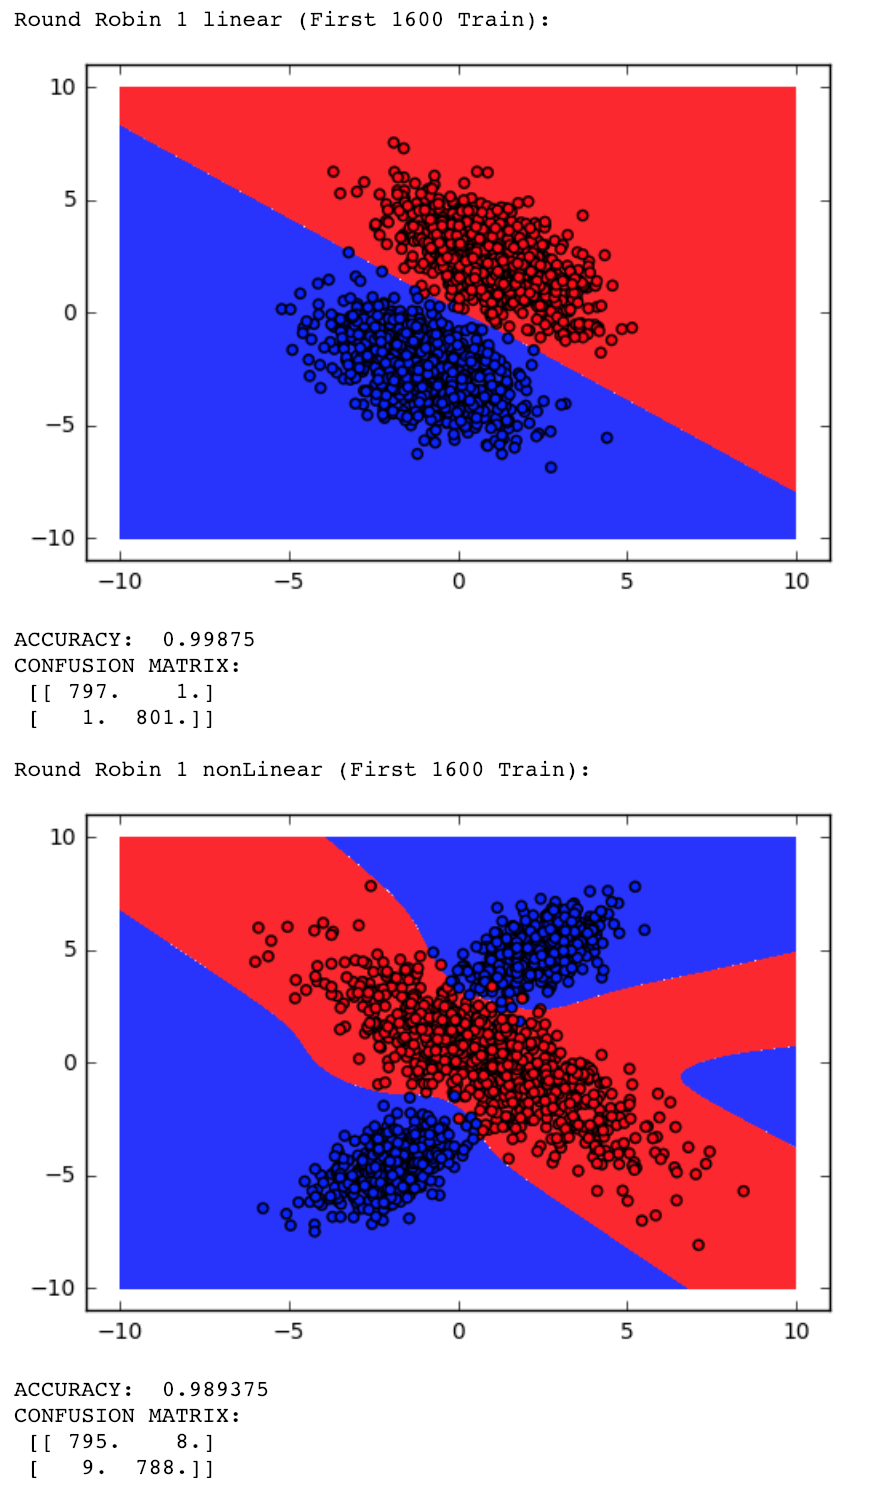 Round Robin 1 linear (First 1600 Train):
10
5
0
−5
−10
−10 −5 0 5 10
ACCURACY:  0.99875
CONFUSION MATRIX:
[[ 797.    1.]
[   1.  801.]]
Round Robin 1 nonLinear (First 1600 Train):
10
5
0
−5
−10
−10 −5 0 5 10
ACCURACY:  0.989375
CONFUSION MATRIX:
[[ 795.    8.]
[   9.  788.]]